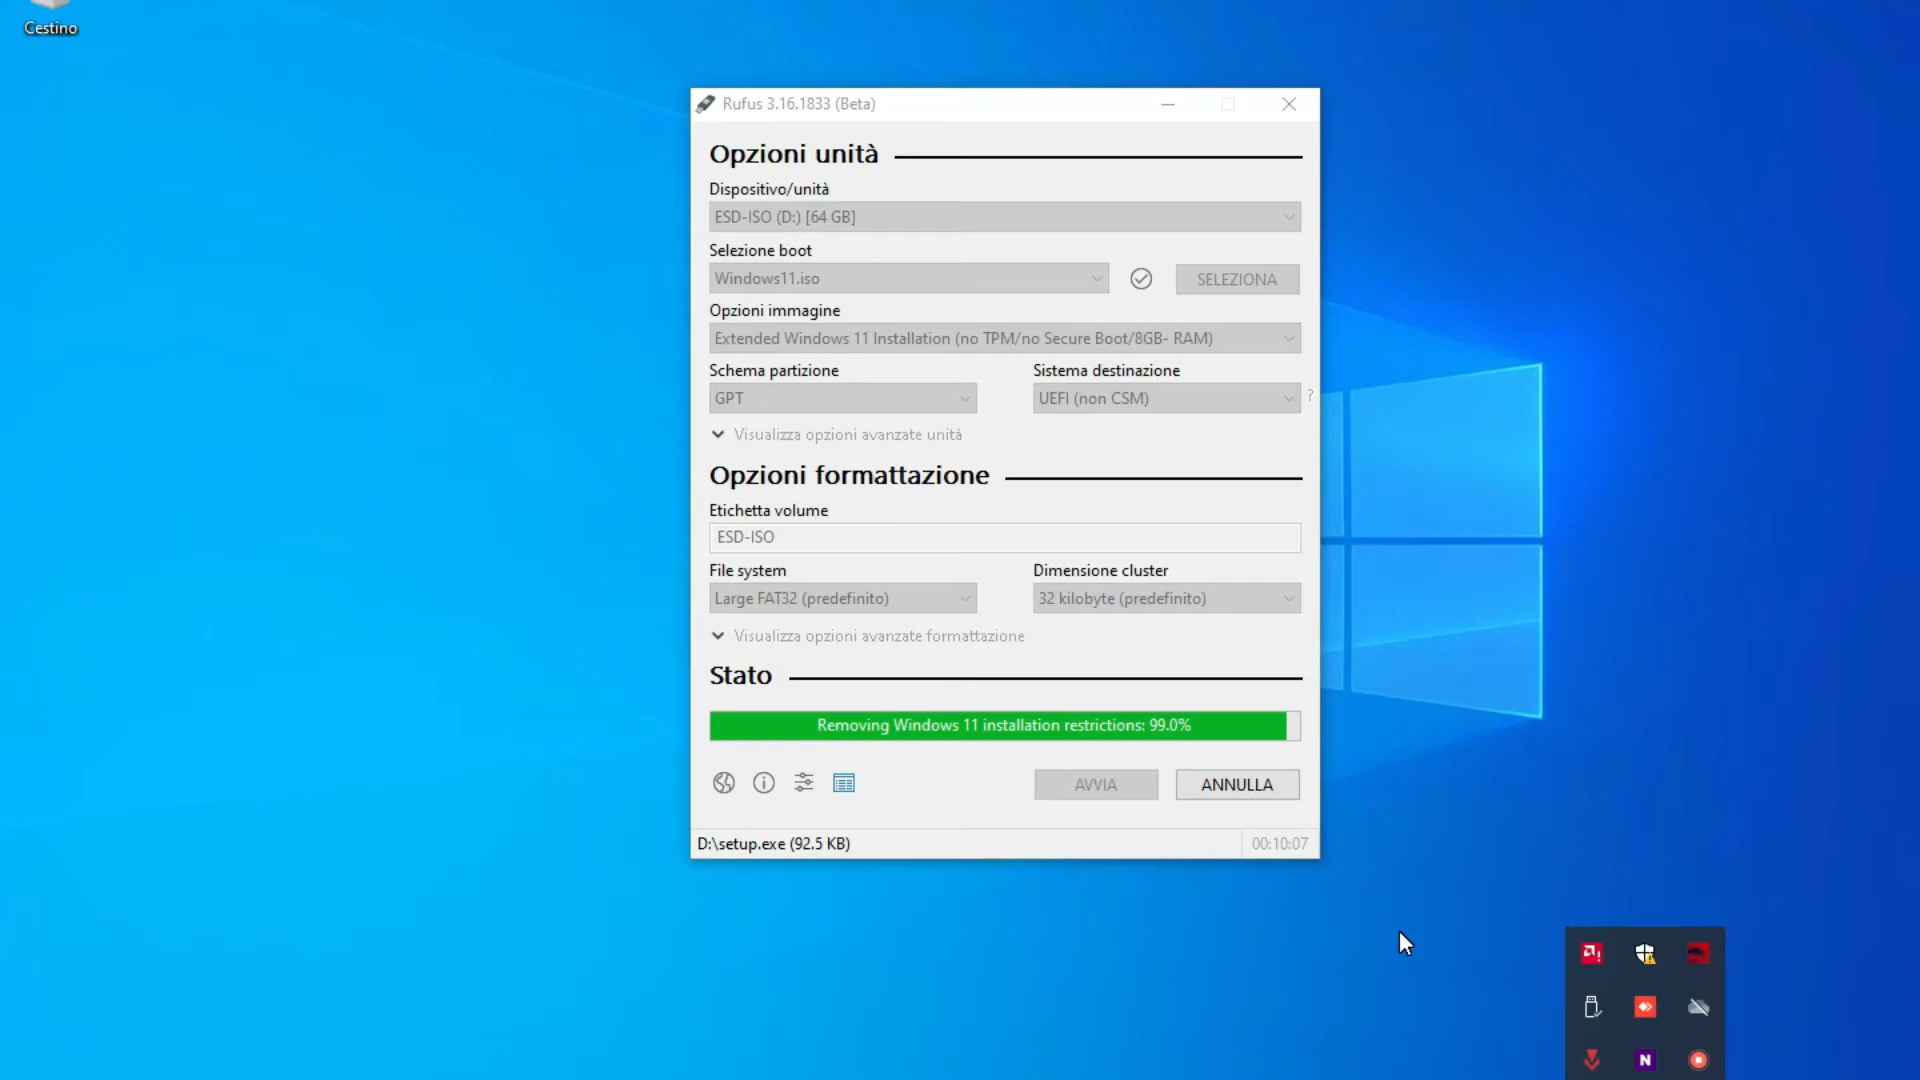 Cestino
Rufus 3.16.1833 (Beta)
Opzioni unità
Dispositivo/unità
ESD-ISO (D:) [64 GB]
Selezione boot
Windows11.iso
SELEZIONA
Opzioni immagine
Extended Windows 11 Installation (no TPM/no Secure Boot/8GB- RAM)
Schema partizione
Sistema destinazione
GPT
UEFI (non CSM)
?
Visualizza opzioni avanzate unità
Opzioni formattazione
Etichetta volume
ESD-ISO
File system
Dimensione cluster
Large FAT32 (predefinito)
32 kilobyte (predefinito)
Visualizza opzioni avanzate formattazione
Stato
Removing Windows 11 installation restrictions: 99.0%
AVVIA
ANNULLA
D:\setup.exe (92.5 KB)
00:10:07
N